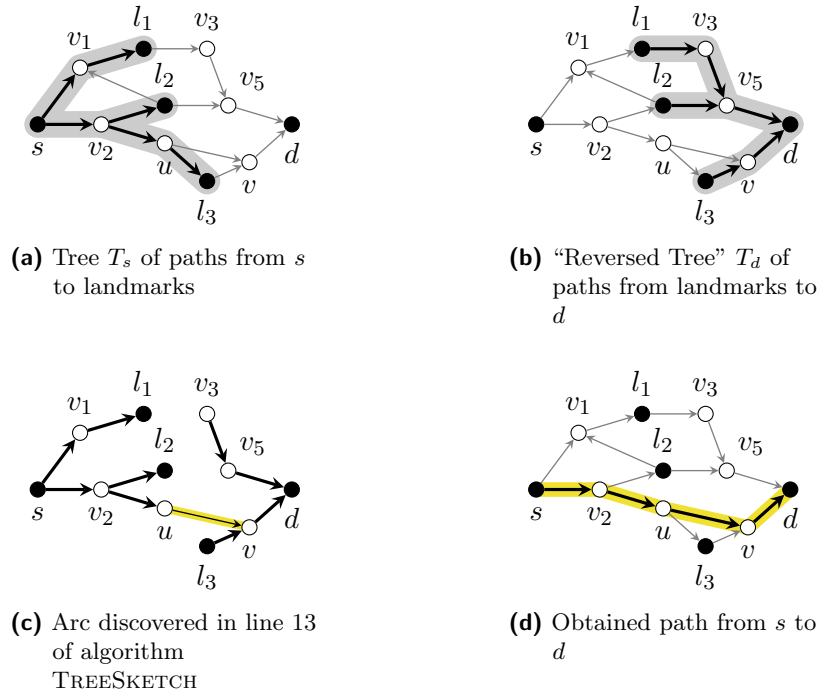 l1
v3
v1
l2
v5
s
v2
u
v
d
l3
(a) Tree Ts of paths from s
to landmarks
l1
v3
v1
l2
v5
s
v2
u
v
d
l3
(b) “Reversed Tree” Td of
paths from landmarks to
d
l1
v3
v1
l2
v5
s
v2
u
v
d
l3
(c) Arc discovered in line 13
of algorithm
TREESKETCH
l1
v3
v1
l2
v5
s
v2
u
v
d
l3
(d) Obtained path from s to
d